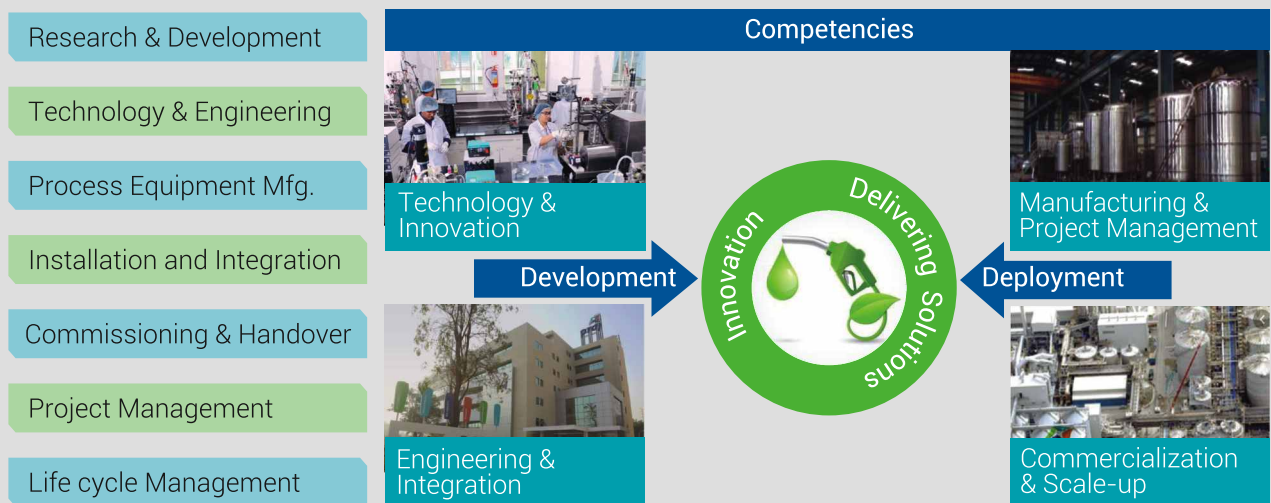 Research & Development
Technology & Engineering
Process Equipment Mfg.
Installation and Integration
Commissioning & Handover
Project Management
Life cycle Management
Competencies
Technology &
Innovation
Manufacturing &
Project Management
Development
Innovation
Delivering Solutions
Deployment
Engineering &
Integration
Commercialization
& Scale-up